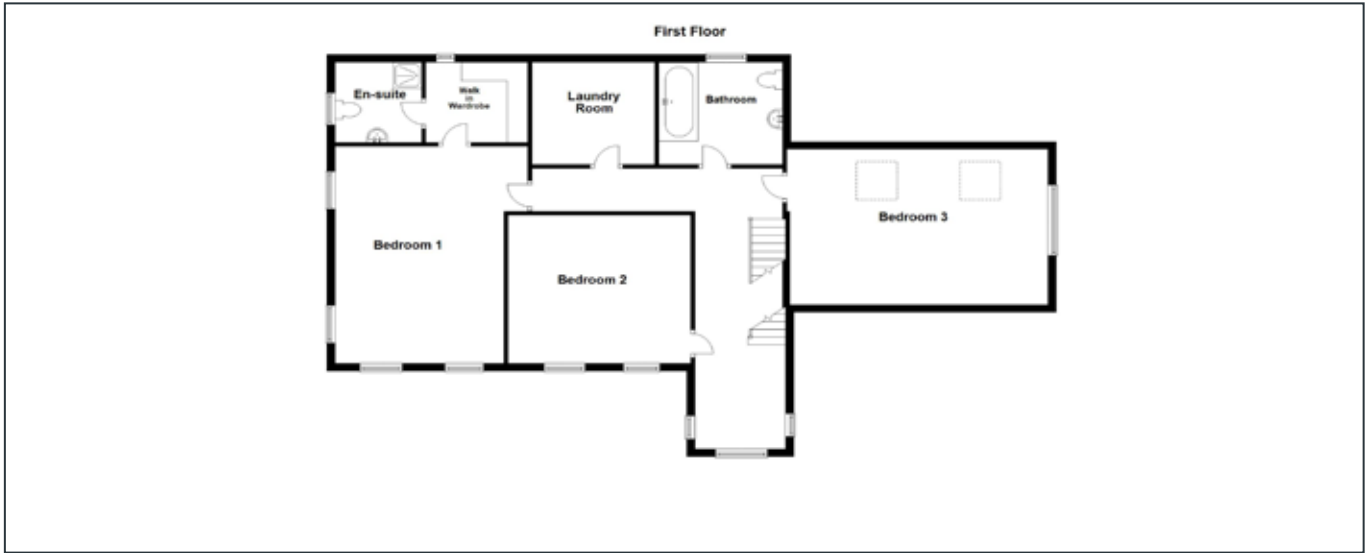 First Floor
En-suite
Walk
in
Wardrobe
Laundry
Room
Bathroom
Bedroom 3
Bedroom 1
Bedroom 2